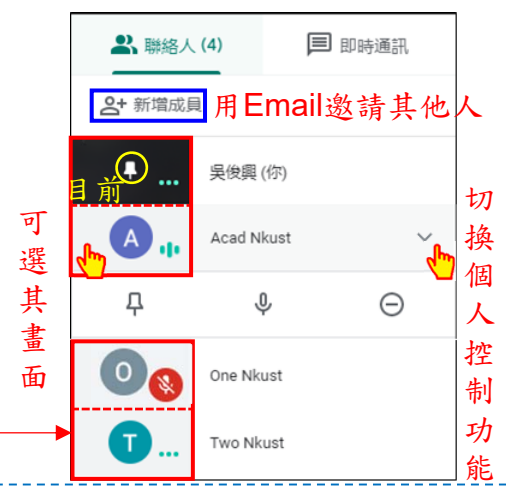 聯絡人 (4)
即時通訊
新增成員
用Email邀請其他人
目前
吳俊興 (你)
A
Acad Nkust
O
One Nkust
T
Two Nkust
可選其畫面
切換個人控制功能